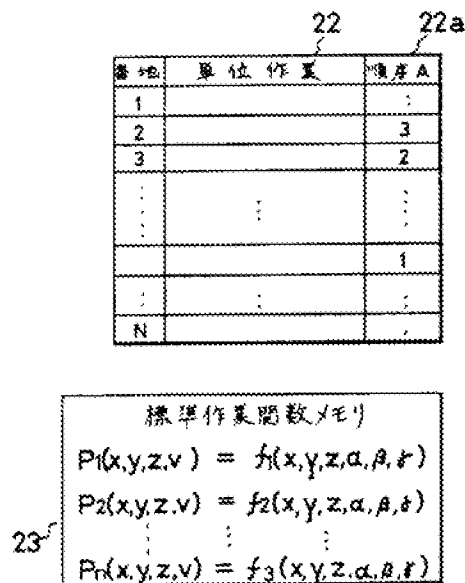 22 22a
番地 単位作業 順序A
1 :
2 3
3 2
⋮ ⋮ ⋮
1
: : :
N .
標準作業関数メモリ
P1(x,y,z,v) = f1(x,y,z,α,β,γ)
P2(x,y,z,v) = f2(x,y,z,α,β,γ)
⋮ ⋮ ⋮
23
Pn(x,y,z,v) = f3(x,y,z,α,β,γ)